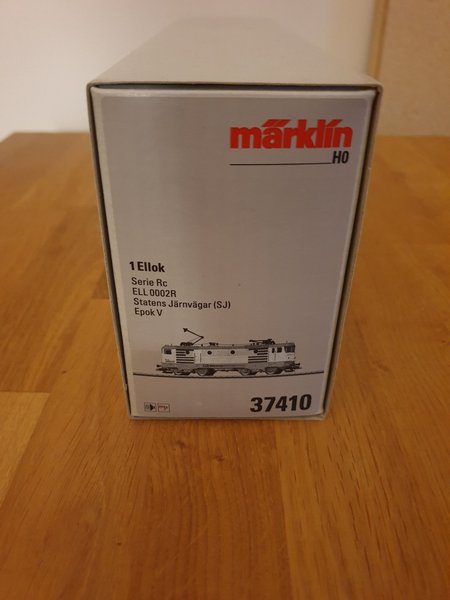 märklin
H0
1 Ellok
Serie Rc
ELL 0002R
Statens Järnvägar (SJ)
Epok V
37410